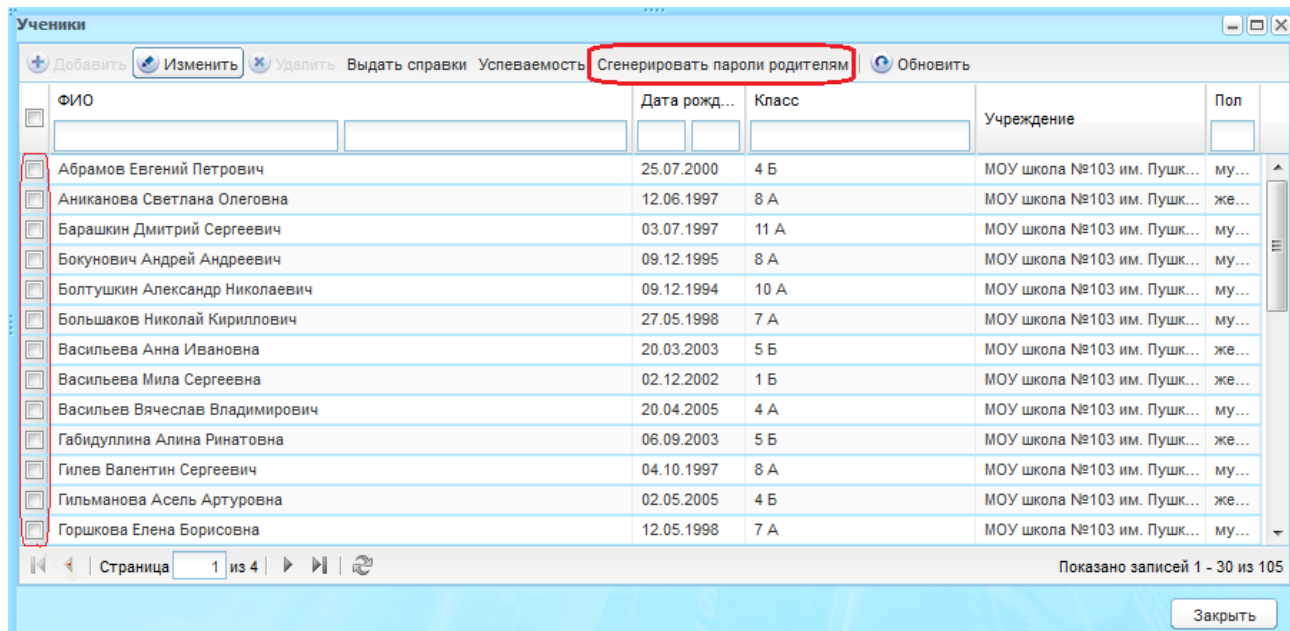 Ученики
Добавить Изменить Удалить Выдать справки Успеваемость Сгенерировать пароли родителям Обновить
ФИО Дата рожд... Класс Учреждение Пол
Абрамов Евгений Петрович 25.07.2000 4 Б МОУ школа №103 им. Пушк... му...
Аниканова Светлана Олеговна 12.06.1997 8 А МОУ школа №103 им. Пушк... же...
Барашкин Дмитрий Сергеевич 03.07.1997 11 А МОУ школа №103 им. Пушк... му...
Бокунович Андрей Андреевич 09.12.1995 8 А МОУ школа №103 им. Пушк... му...
Болтушкин Александр Николаевич 09.12.1994 10 А МОУ школа №103 им. Пушк... му...
Большаков Николай Кириллович 27.05.1998 7 А МОУ школа №103 им. Пушк... му...
Васильева Анна Ивановна 20.03.2003 5 Б МОУ школа №103 им. Пушк... же...
Васильева Мила Сергеевна 02.12.2002 1 Б МОУ школа №103 им. Пушк... же...
Васильев Вячеслав Владимирович 20.04.2005 4 А МОУ школа №103 им. Пушк... му...
Габидуллина Алина Ринатовна 06.09.2003 5 Б МОУ школа №103 им. Пушк... же...
Гилев Валентин Сергеевич 04.10.1997 8 А МОУ школа №103 им. Пушк... му...
Гильманова Асель Артуровна 02.05.2005 4 Б МОУ школа №103 им. Пушк... же...
Горшкова Елена Борисовна 12.05.1998 7 А МОУ школа №103 им. Пушк... му...
Страница 1 из 4 Показано записей 1 - 30 из 105
Закрыть